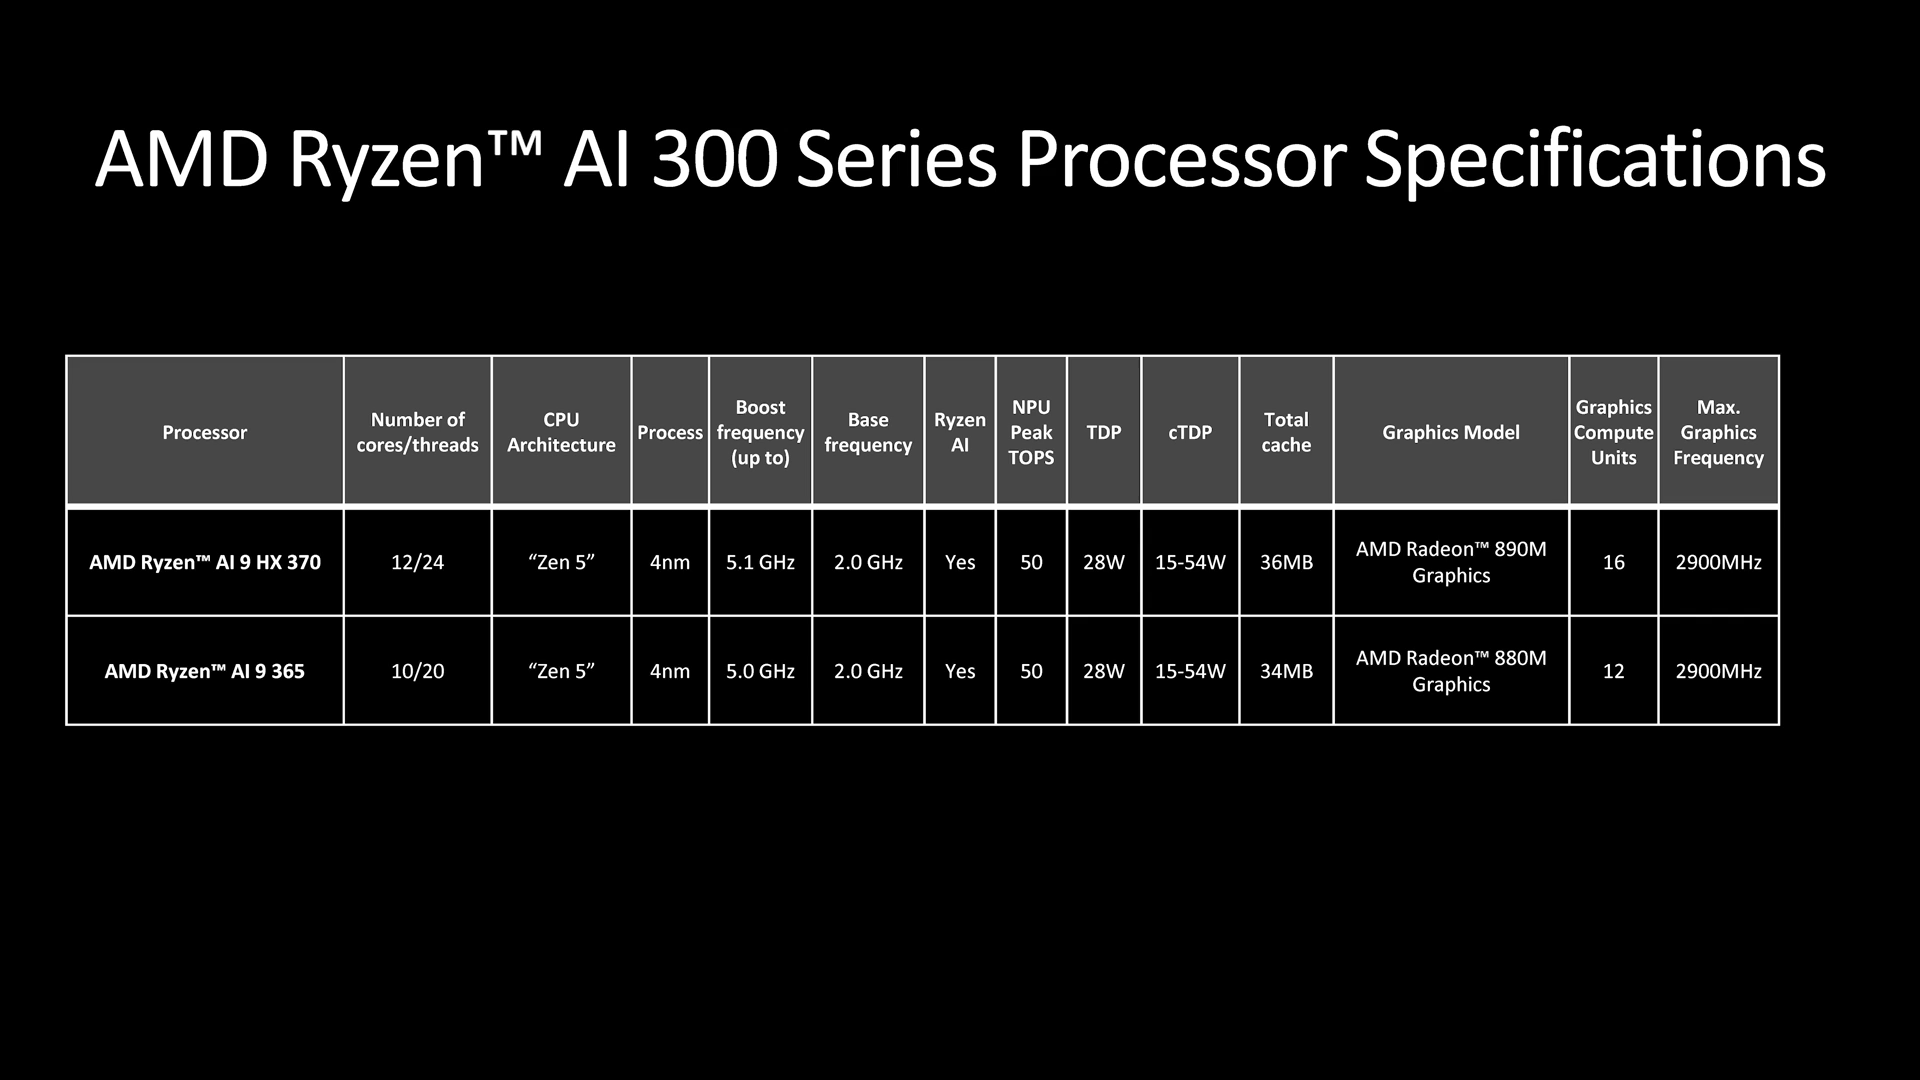 AMD Ryzen™ AI 300 Series Processor Specifications
Processor
Number of
cores/threads
CPU
Architecture
Process
Boost
frequency
(up to)
Base
frequency
Ryzen
AI
NPU
Peak
TOPS
TDP
cTDP
Total
cache
Graphics Model
Graphics
Compute
Units
Max.
Graphics
Frequency
AMD Ryzen™ AI 9 HX 370
12/24
“Zen 5”
4nm
5.1 GHz
2.0 GHz
Yes
50
28W
15-54W
36MB
AMD Radeon™ 890M
Graphics
16
2900MHz
AMD Ryzen™ AI 9 365
10/20
“Zen 5”
4nm
5.0 GHz
2.0 GHz
Yes
50
28W
15-54W
34MB
AMD Radeon™ 880M
Graphics
12
2900MHz